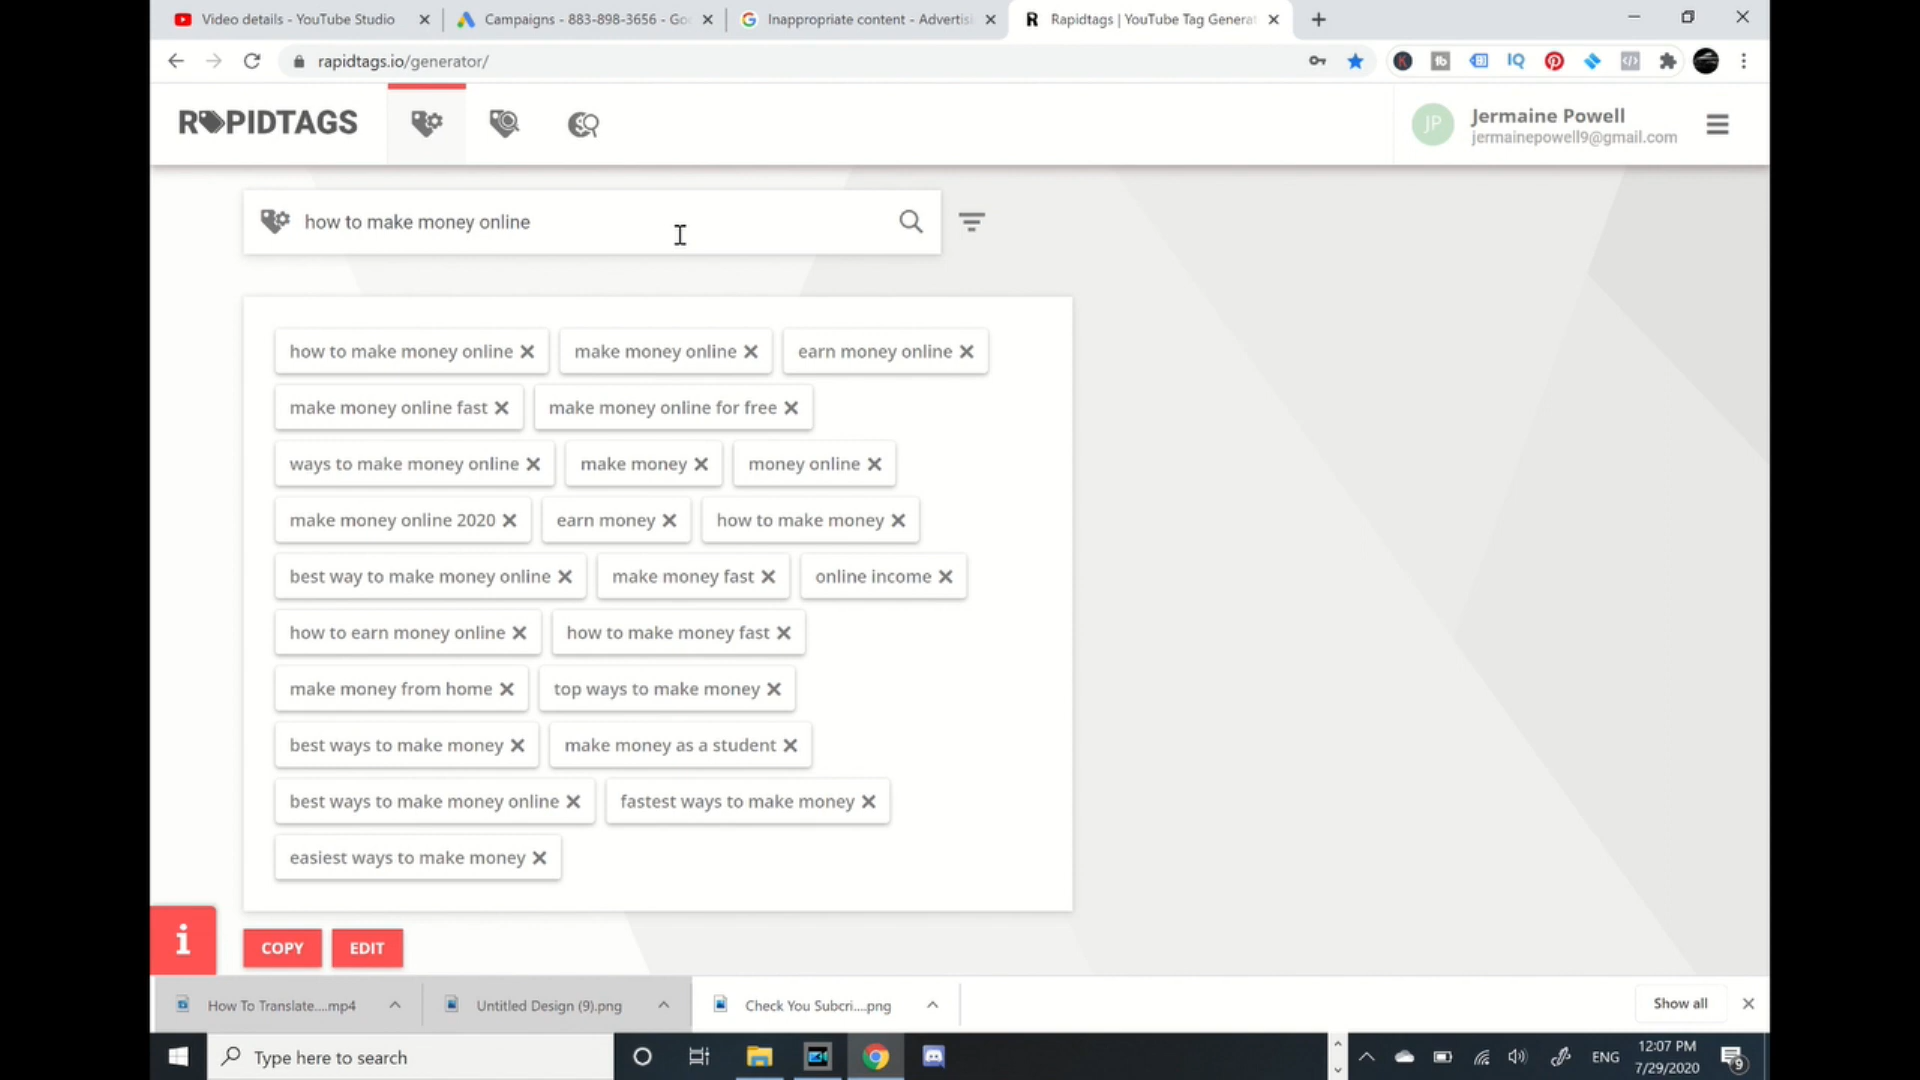 Video details - YouTube Studio
Campaigns - 883-898-3656 - Goo
Inappropriate content - Advertisi
Rapidtags | YouTube Tag Generat
rapidtags.io/generator/
RAPIDTAGS
JP
Jermaine Powell
jermainepowell9@gmail.com
how to make money online
how to make money online make money online earn money online
make money online fast make money online for free
ways to make money online make money money online
make money online 2020 earn money how to make money
best way to make money online make money fast online income
how to earn money online how to make money fast
make money from home top ways to make money
best ways to make money make money as a student
best ways to make money online fastest ways to make money
easiest ways to make money
i
COPY EDIT
How To Translate....mp4 Untitled Design (9).png Check You Subcri....png Show all
Type here to search
ENG
12:07 PM
7/29/2020
9